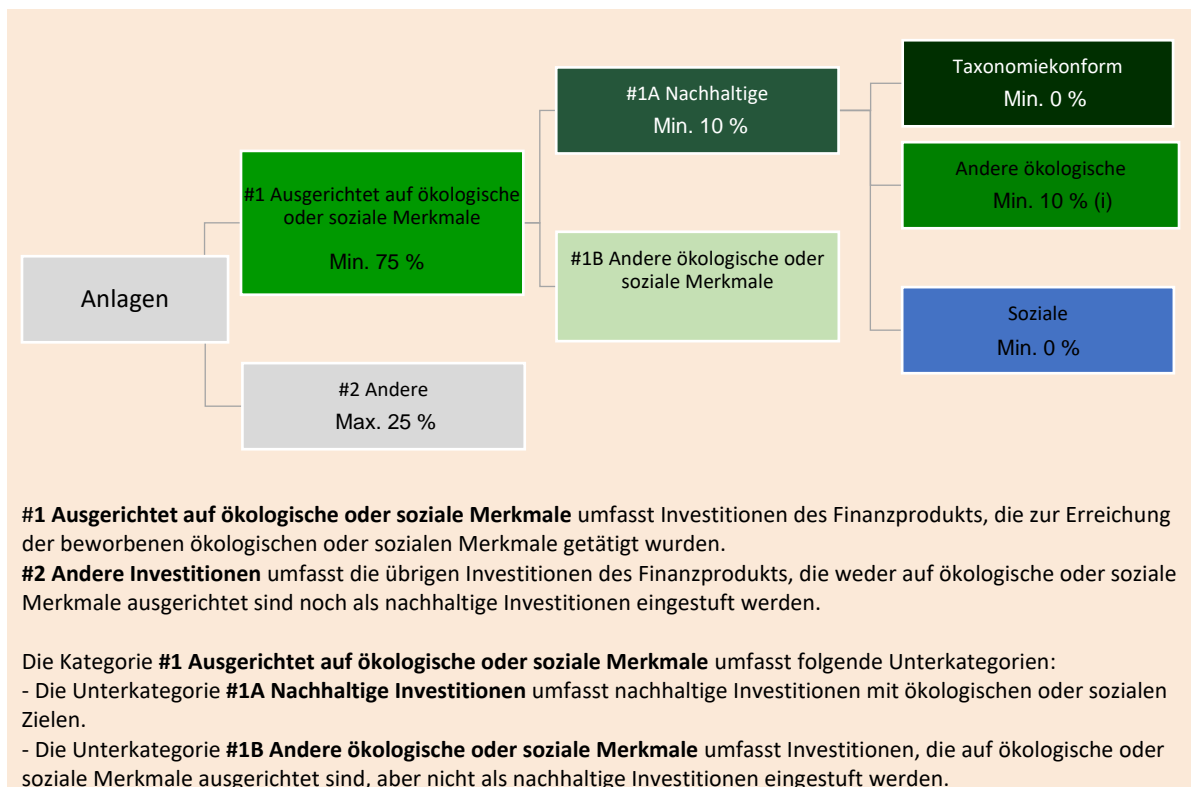 Anlagen
#1 Ausgerichtet auf ökologische
oder soziale Merkmale
Min. 75 %
#2 Andere
Max. 25 %
#1A Nachhaltige
Min. 10 %
#1B Andere ökologische oder
soziale Merkmale
Taxonomiekonform
Min. 0 %
Andere ökologische
Min. 10 % (i)
Soziale
Min. 0 %
#1 Ausgerichtet auf ökologische oder soziale Merkmale umfasst Investitionen des Finanzprodukts, die zur Erreichung
der beworbenen ökologischen oder sozialen Merkmale getätigt wurden.
#2 Andere Investitionen umfasst die übrigen Investitionen des Finanzprodukts, die weder auf ökologische oder soziale
Merkmale ausgerichtet sind noch als nachhaltige Investitionen eingestuft werden.
Die Kategorie #1 Ausgerichtet auf ökologische oder soziale Merkmale umfasst folgende Unterkategorien:
- Die Unterkategorie #1A Nachhaltige Investitionen umfasst nachhaltige Investitionen mit ökologischen oder sozialen
Zielen.
- Die Unterkategorie #1B Andere ökologische oder soziale Merkmale umfasst Investitionen, die auf ökologische oder
soziale Merkmale ausgerichtet sind, aber nicht als nachhaltige Investitionen eingestuft werden.